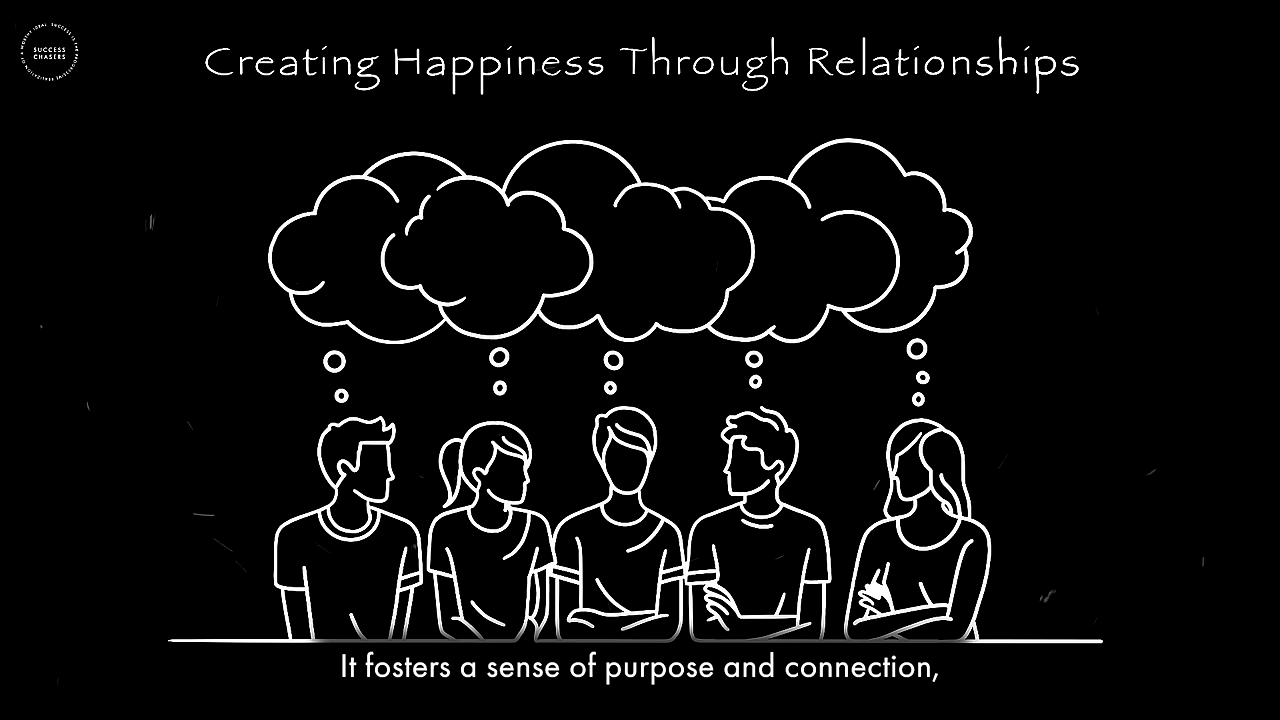 SUCCESS
CHASERS
Creating Happiness Through Relationships
It fosters a sense of purpose and connection,